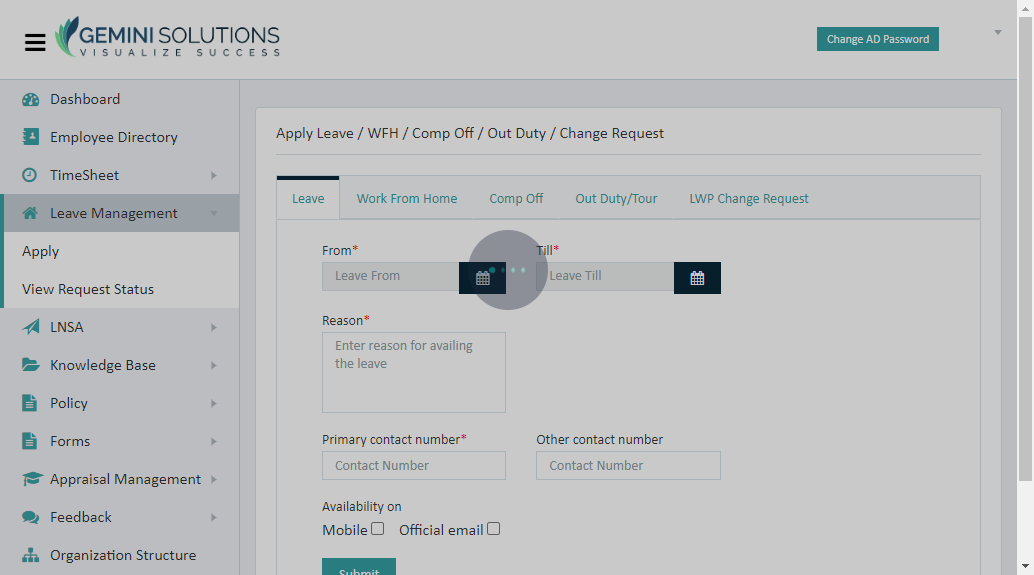 GEMINI SOLUTIONS
VISUALIZE SUCCESS
Change AD Password
Dashboard
Employee Directory
TimeSheet
Leave Management
Apply
View Request Status
LNSA
Knowledge Base
Policy
Forms
Appraisal Management
Feedback
Organization Structure
Apply Leave / WFH / Comp Off / Out Duty / Change Request
Leave Work From Home Comp Off Out Duty/Tour LWP Change Request
From* Till*
Leave From Leave Till
Reason*
Enter reason for availing
the leave
Primary contact number* Other contact number
Contact Number Contact Number
Availability on
Mobile Official email
Submit